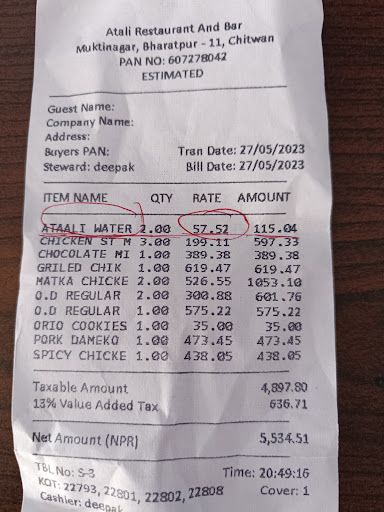 Atali Restaurant And Bar
Muktinagar, Bharatpur - 11, Chitwan
PAN NO: 607278042
ESTIMATED
Guest Name:
Company Name:
Address:
Buyers PAN: Tran Date: 27/05/2023
Steward: deepak Bill Date: 27/05/2023
ITEM NAME QTY RATE AMOUNT
ATAALI WATER 2.00 57.52 115.04
CHICKEN ST M 3.00 199.11 597.33
CHOCOLATE MI 1.00 389.38 389.38
GRILED CHIK 1.00 619.47 619.47
MATKA CHICKE 2.00 526.55 1053.10
O.D REGULAR 2.00 300.88 601.76
O.D REGULAR 1.00 575.22 575.22
ORIO COOKIES 1.00 35.00 35.00
PORK DAMEKO 1.00 473.45 473.45
SPICY CHICKE 1.00 438.05 438.05
Taxable Amount 4,897.80
13% Value Added Tax 636.71
Net Amount (NPR) 5,534.51
TBL No: S-3 Time: 20:49:16
KOT: 22793, 22801, 22802, 22808 Cover: 1
Cashier: deepak